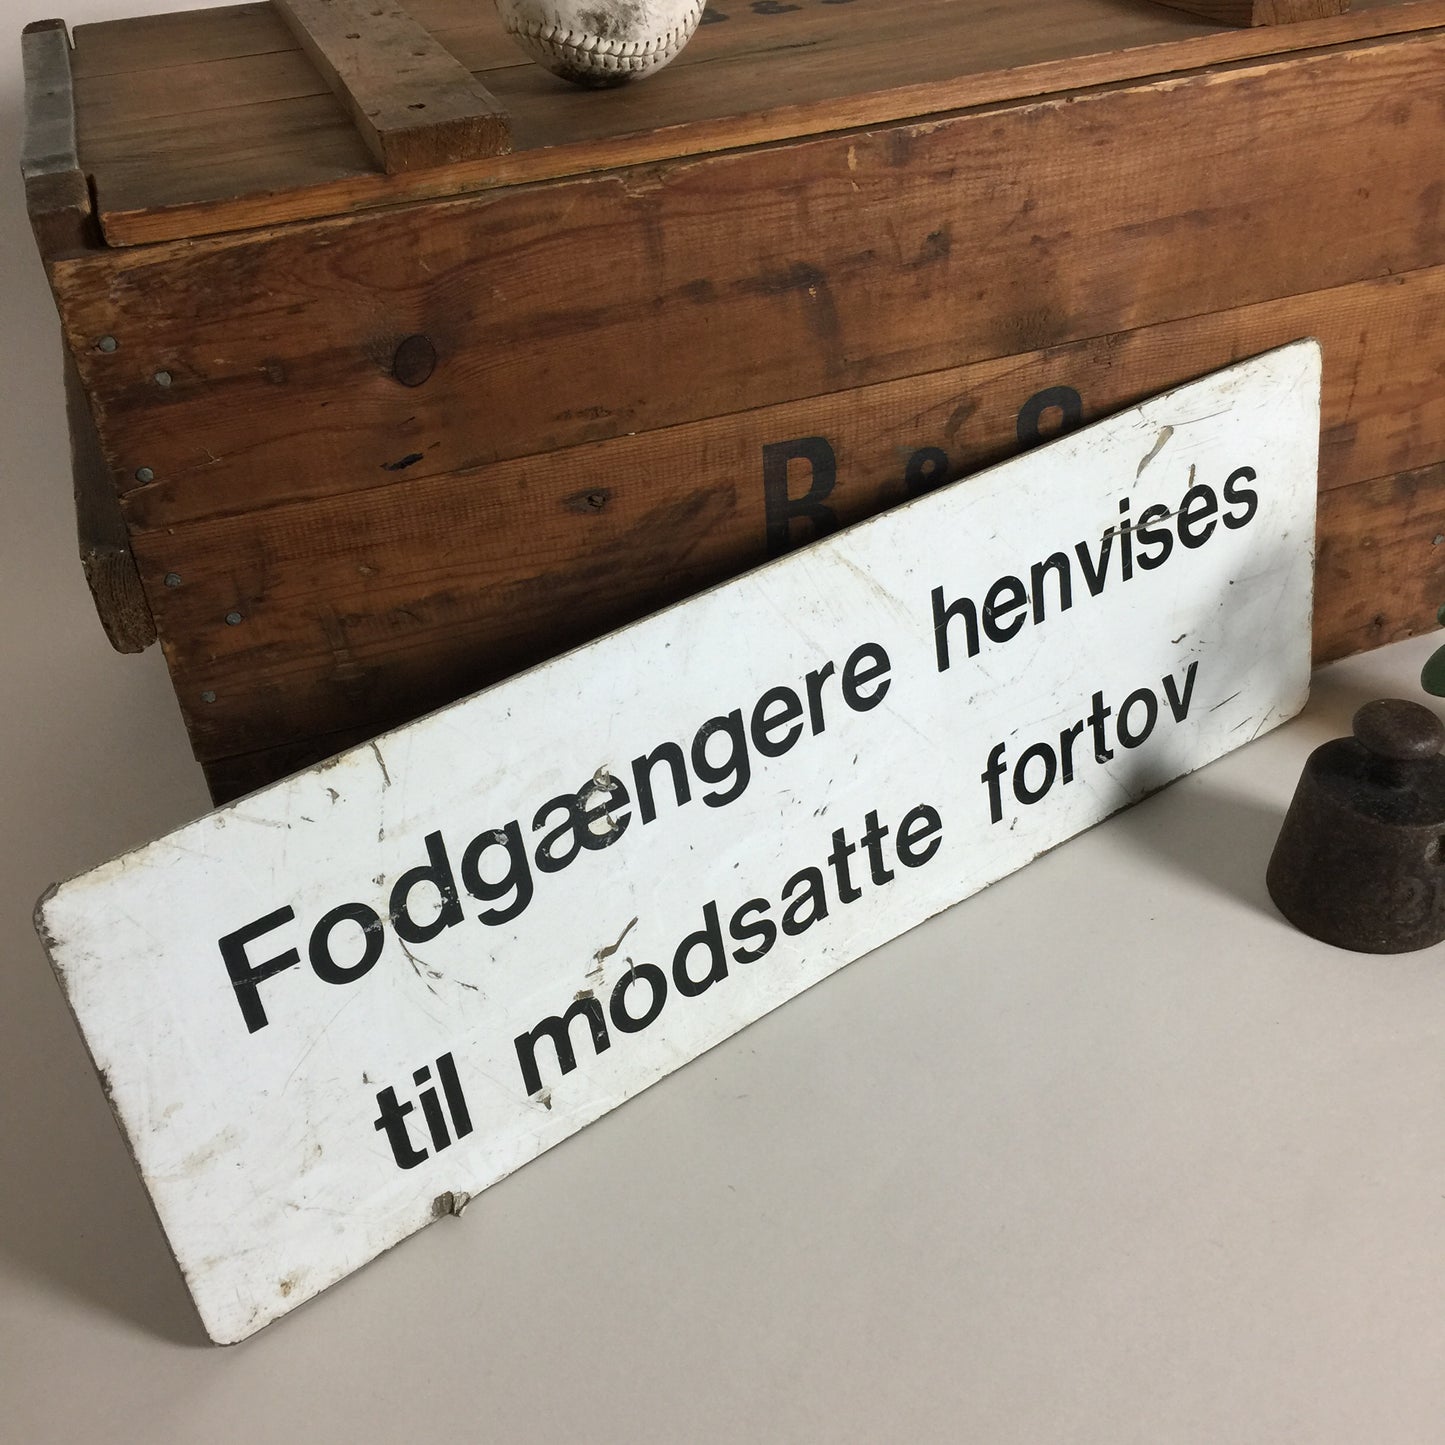 B & S
Fodgængere henvises
til modsatte fortov